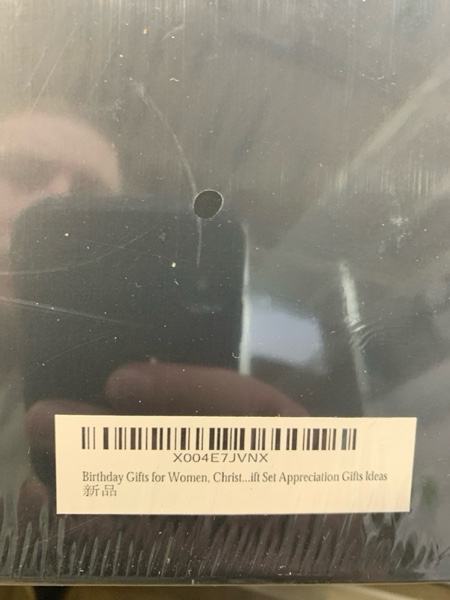 X004E7JVNX
Birthday Gifts for Women, Christ...ift Set Appreciation Gifts Ideas
新品